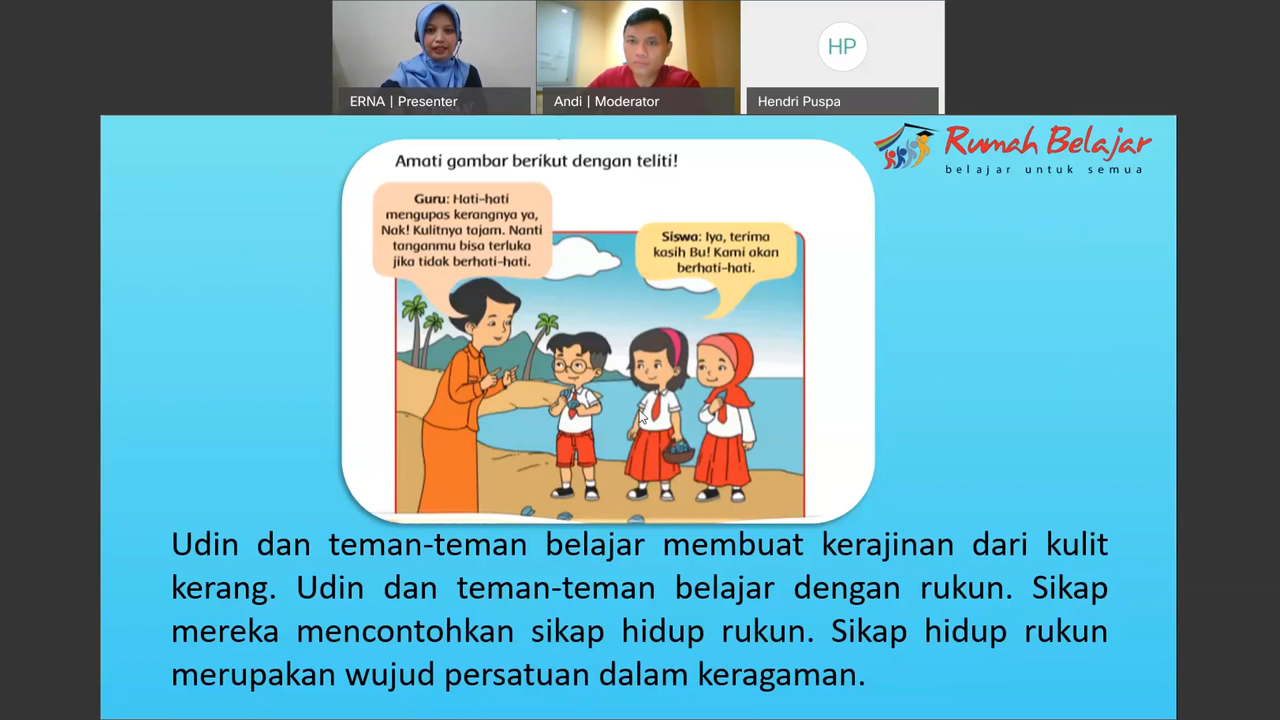 ERNA | Presenter
Andi | Moderator
HP
Hendri Puspa
Rumah Belajar
belajar untuk semua
Amati gambar berikut dengan teliti!
Guru: Hati-hati
mengupas kerangnya ya,
Nak! Kulitnya tajam. Nanti
tanganmu bisa terluka
jika tidak berhati-hati.
Siswa: Iya, terima
kasih Bu! Kami akan
berhati-hati.
Udin dan teman-teman belajar membuat kerajinan dari kulit
kerang. Udin dan teman-teman belajar dengan rukun. Sikap
mereka mencontohkan sikap hidup rukun. Sikap hidup rukun
merupakan wujud persatuan dalam keragaman.